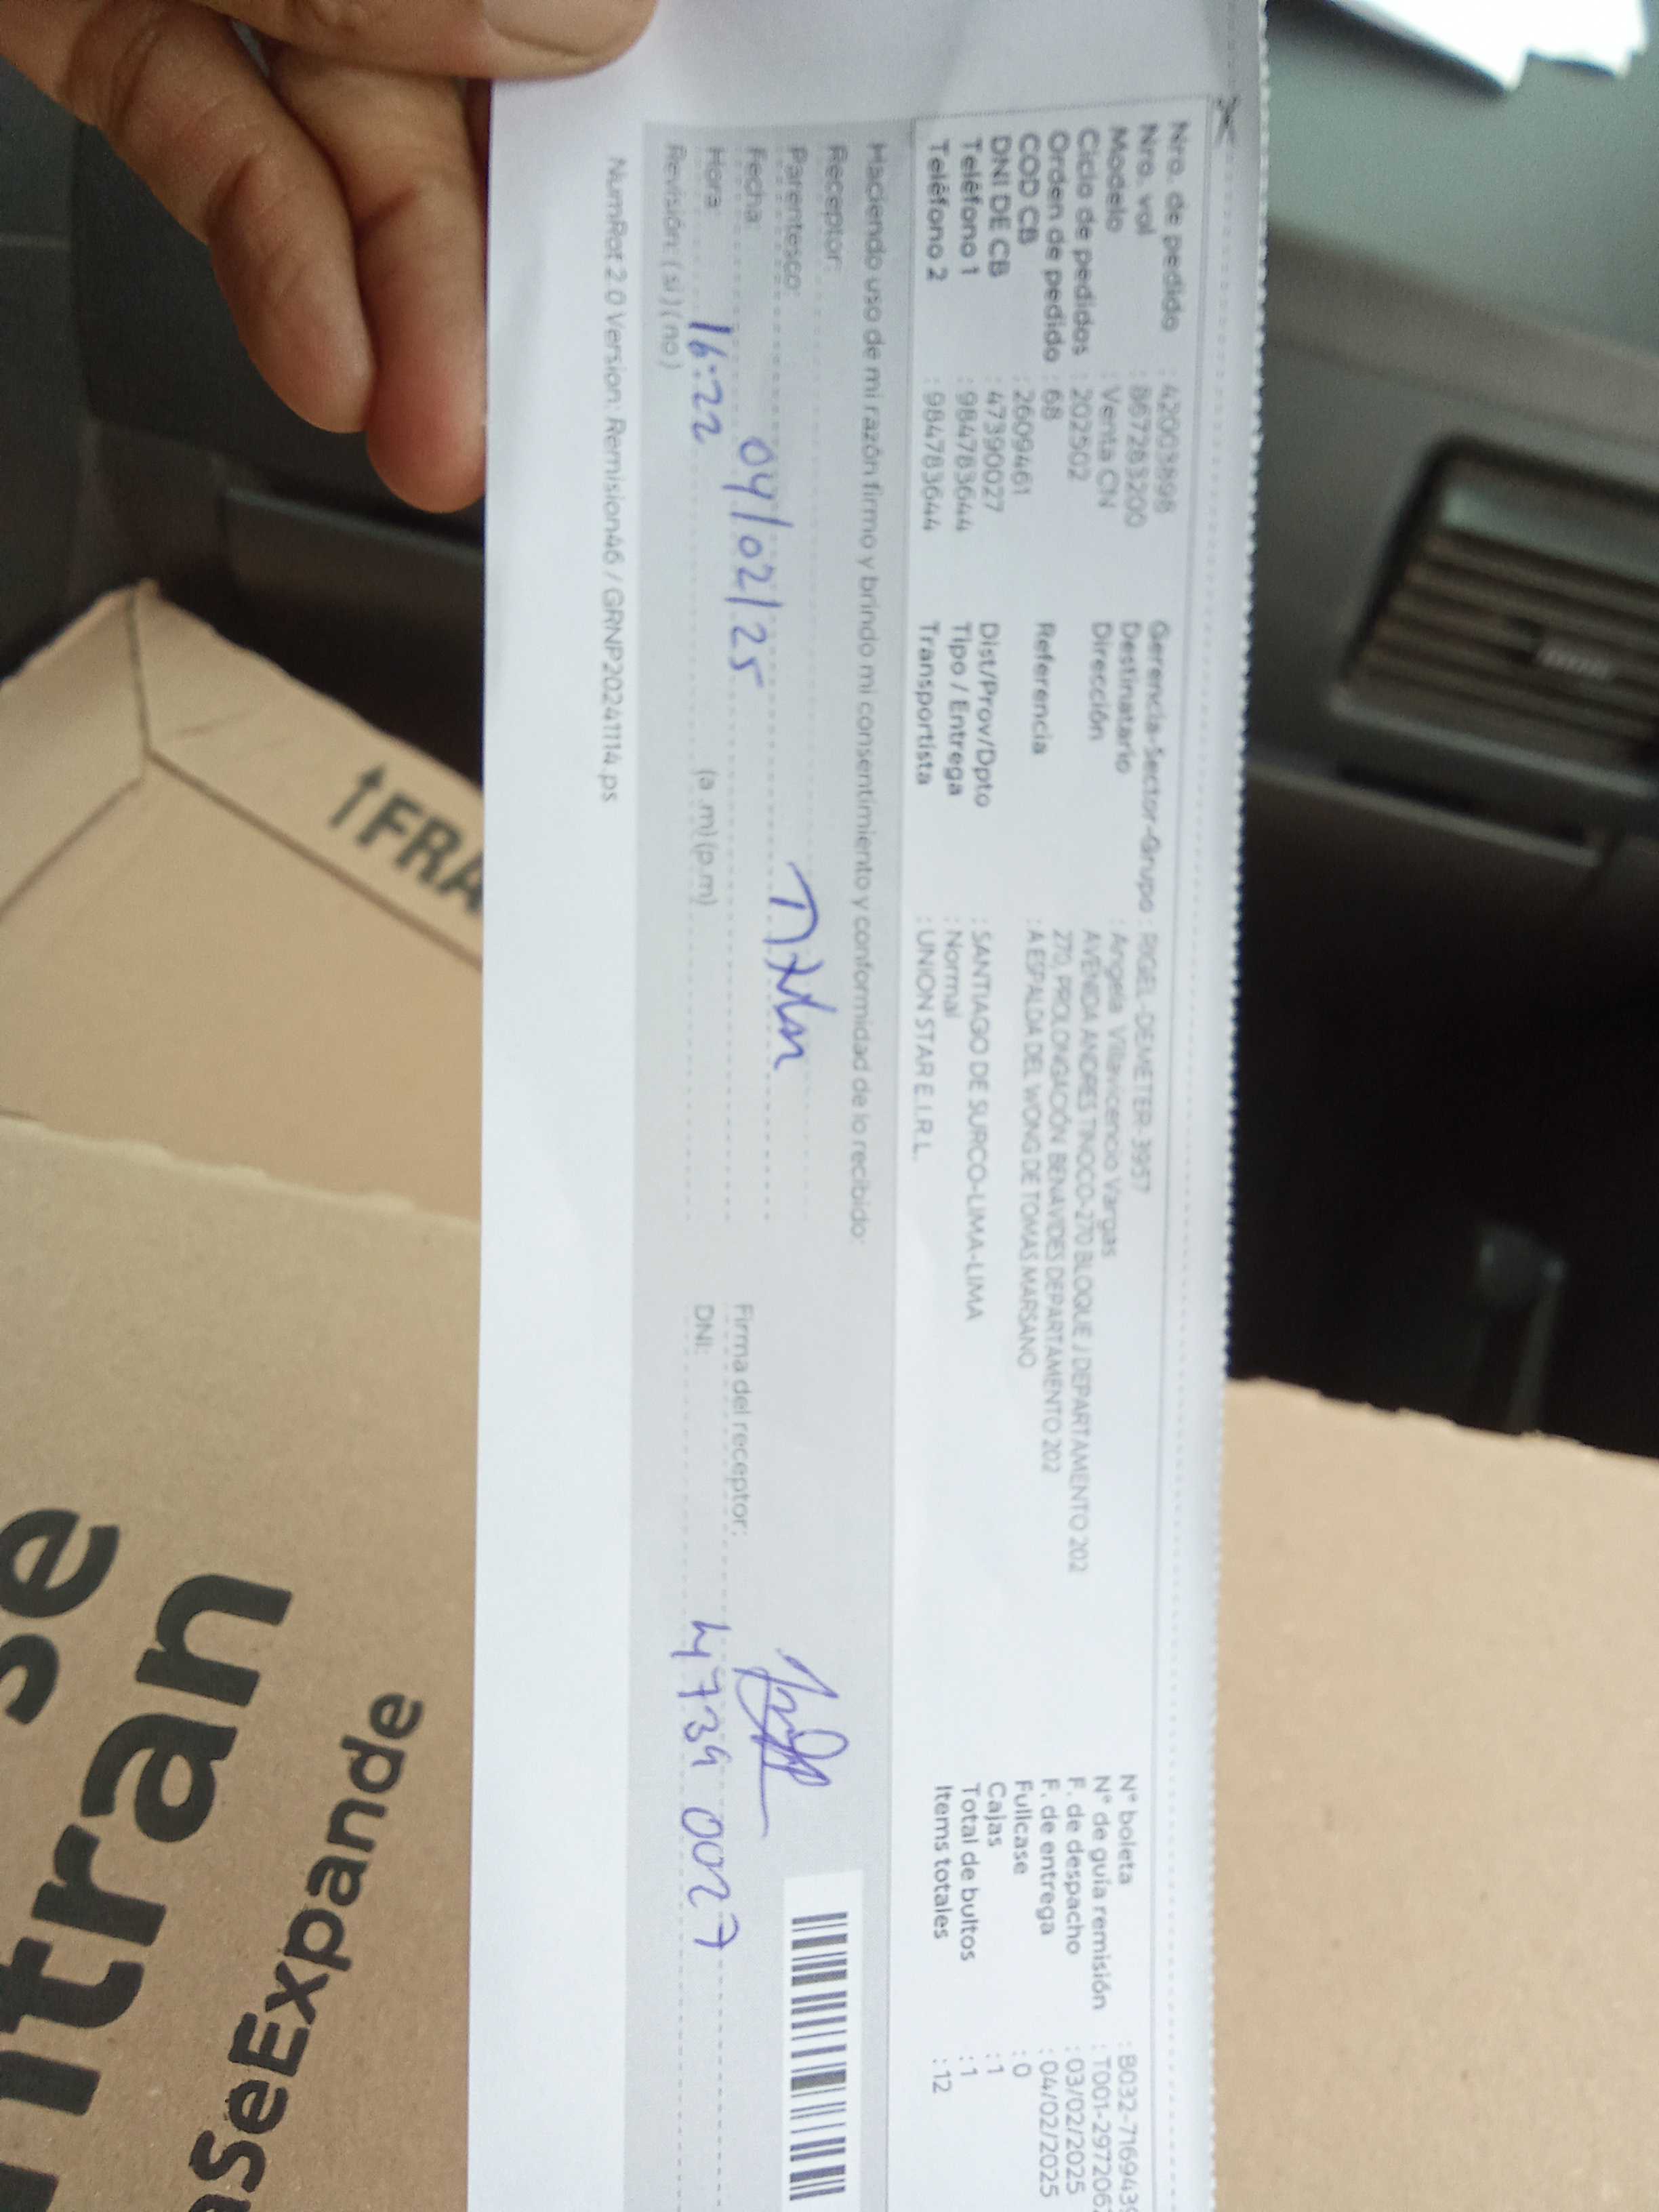 Nro. de pedido : 42003898
Nro. vol : 867283200
Modelo : Venta CN
Ciclo de pedidos : 202502
Orden de pedido : 68
COD CB : 2609461
DNI DE CB : 47390027
Teléfono 1 : 984783644
Teléfono 2 : 984783644
Gerencia-Sector-Grupo : RIGEL-DEMETER-3957
Destinatario : Angela Villavicencio Vargas
Dirección AVENIDA ANDRES TINOCO-270 BLOQUE J DEPARTAMENTO 202
270, PROLONGACIÓN BENAVIDES DEPARTAMENTO 202
Referencia : A ESPALDA DEL WONG DE TOMAS MARSANO
Dist/Prov/Dpto : SANTIAGO DE SURCO-LIMA-LIMA
Tipo / Entrega : Normal
Transportista : UNION STAR E.I.R.L.
N° boleta : B032-7169439
N° de guía remisión : T001-297206
F. de despacho : 03/02/2025
F. de entrega : 04/02/2025
Fullcase : 0
Cajas : 1
Total de bultos : 1
Items totales : 12
Haciendo uso de mi razón firmo y brindo mi consentimiento y conformidad de lo recibido:
Receptor:
Parentesco:
Fecha: 04/02/25
Hora: 16:22 (a.m) (p.m)
Revisión: ( si ) ( no )
Firma del receptor:
DNI: 47390027
NumRot 2.0 Version: Remision46 / GRNP20241114.ps
↑FRA
se
ntran
aSeExpande